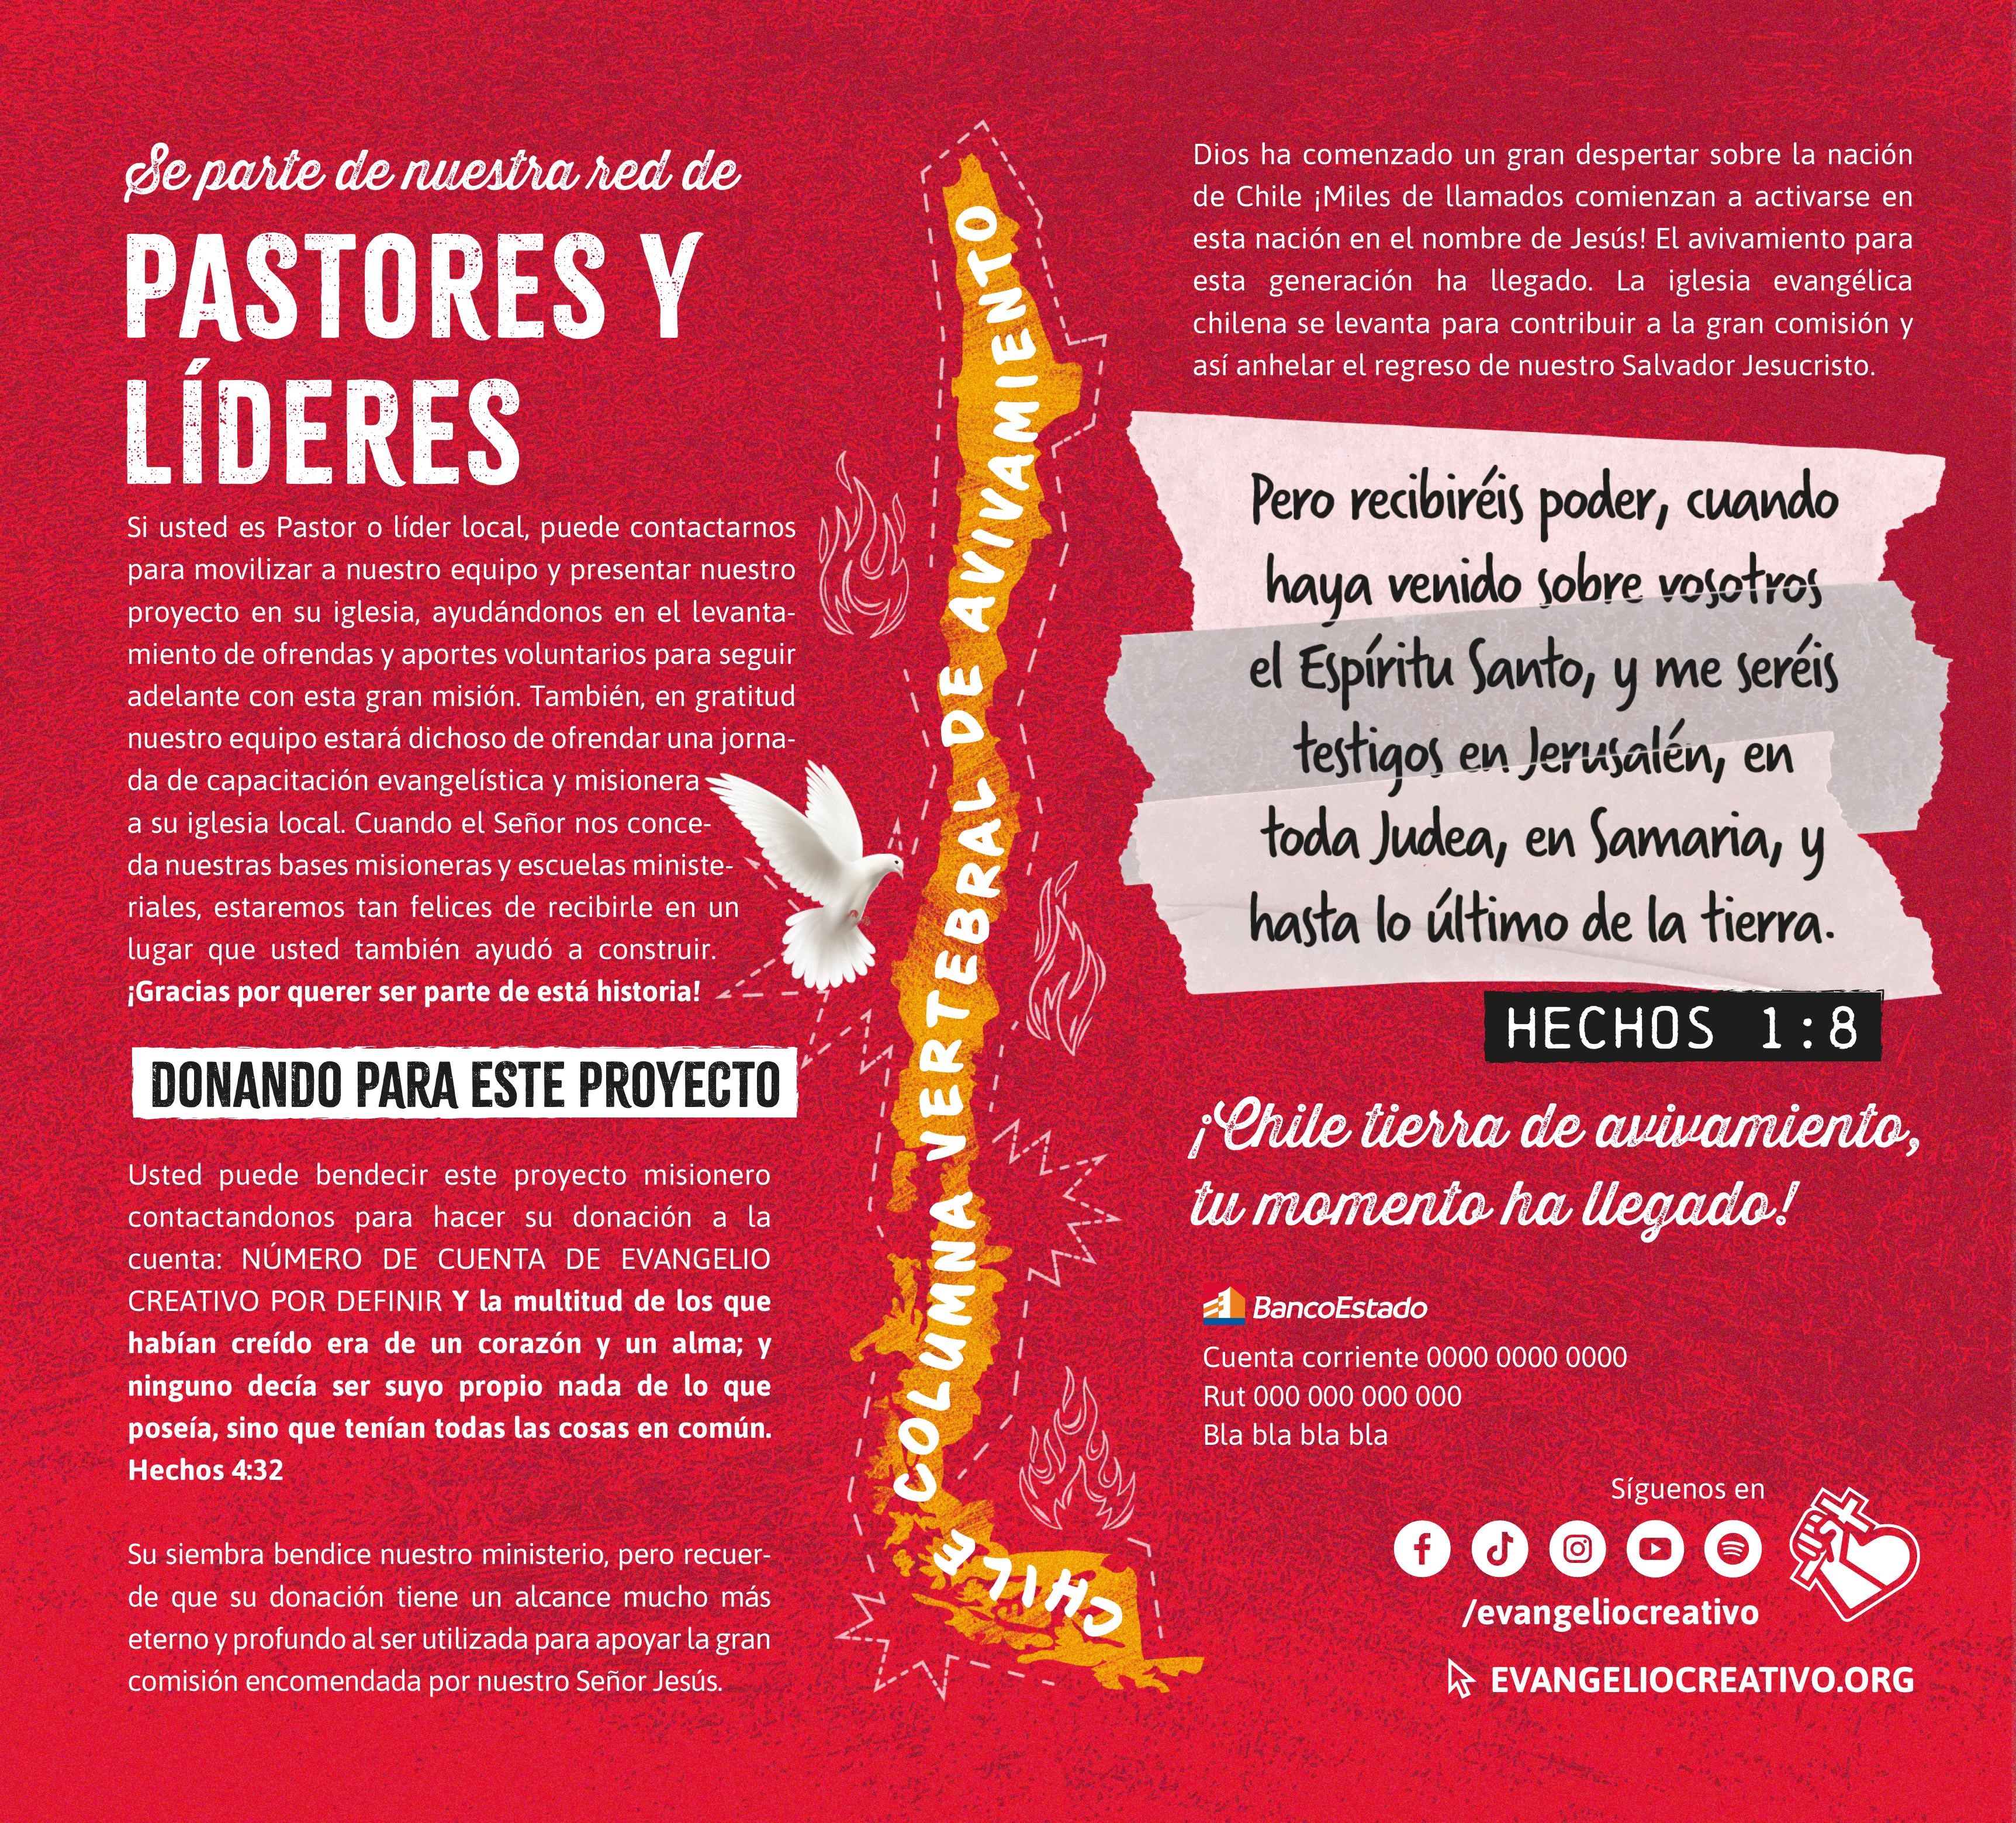 Se parte de nuestra red de
PASTORES Y
LÍDERES
Si usted es Pastor o líder local, puede contactarnos
para movilizar a nuestro equipo y presentar nuestro
proyecto en su iglesia, ayudándonos en el levanta-
miento de ofrendas y aportes voluntarios para seguir
adelante con esta gran misión. También, en gratitud
nuestro equipo estará dichoso de ofrendar una jorna-
da de capacitación evangelística y misionera
a su iglesia local. Cuando el Señor nos conce-
da nuestras bases misioneras y escuelas ministe-
riales, estaremos tan felices de recibirle en un
lugar que usted también ayudó a construir.
¡Gracias por querer ser parte de está historia!
DONANDO PARA ESTE PROYECTO
Usted puede bendecir este proyecto misionero
contactandonos para hacer su donación a la
cuenta: NÚMERO DE CUENTA DE EVANGELIO
CREATIVO POR DEFINIR Y la multitud de los que
habían creído era de un corazón y un alma; y
ninguno decía ser suyo propio nada de lo que
poseía, sino que tenían todas las cosas en común.
Hechos 4:32
Su siembra bendice nuestro ministerio, pero recuer-
de que su donación tiene un alcance mucho más
eterno y profundo al ser utilizada para apoyar la gran
comisión encomendada por nuestro Señor Jesús.
CHILE COLUMNA VERTEBRAL DE AVIVAMIENTO
Dios ha comenzado un gran despertar sobre la nación
de Chile ¡Miles de llamados comienzan a activarse en
esta nación en el nombre de Jesús! El avivamiento para
esta generación ha llegado. La iglesia evangélica
chilena se levanta para contribuir a la gran comisión y
así anhelar el regreso de nuestro Salvador Jesucristo.
Pero recibiréis poder, cuando
haya venido sobre vosotros
el Espíritu Santo, y me seréis
testigos en Jerusalén, en
toda Judea, en Samaria, y
hasta lo último de la tierra.
HECHOS 1:8
¡Chile tierra de avivamiento,
tu momento ha llegado!
BancoEstado
Cuenta corriente 0000 0000 0000
Rut 000 000 000 000
Bla bla bla bla
Síguenos en
/evangeliocreativo
EVANGELIOCREATIVO.ORG